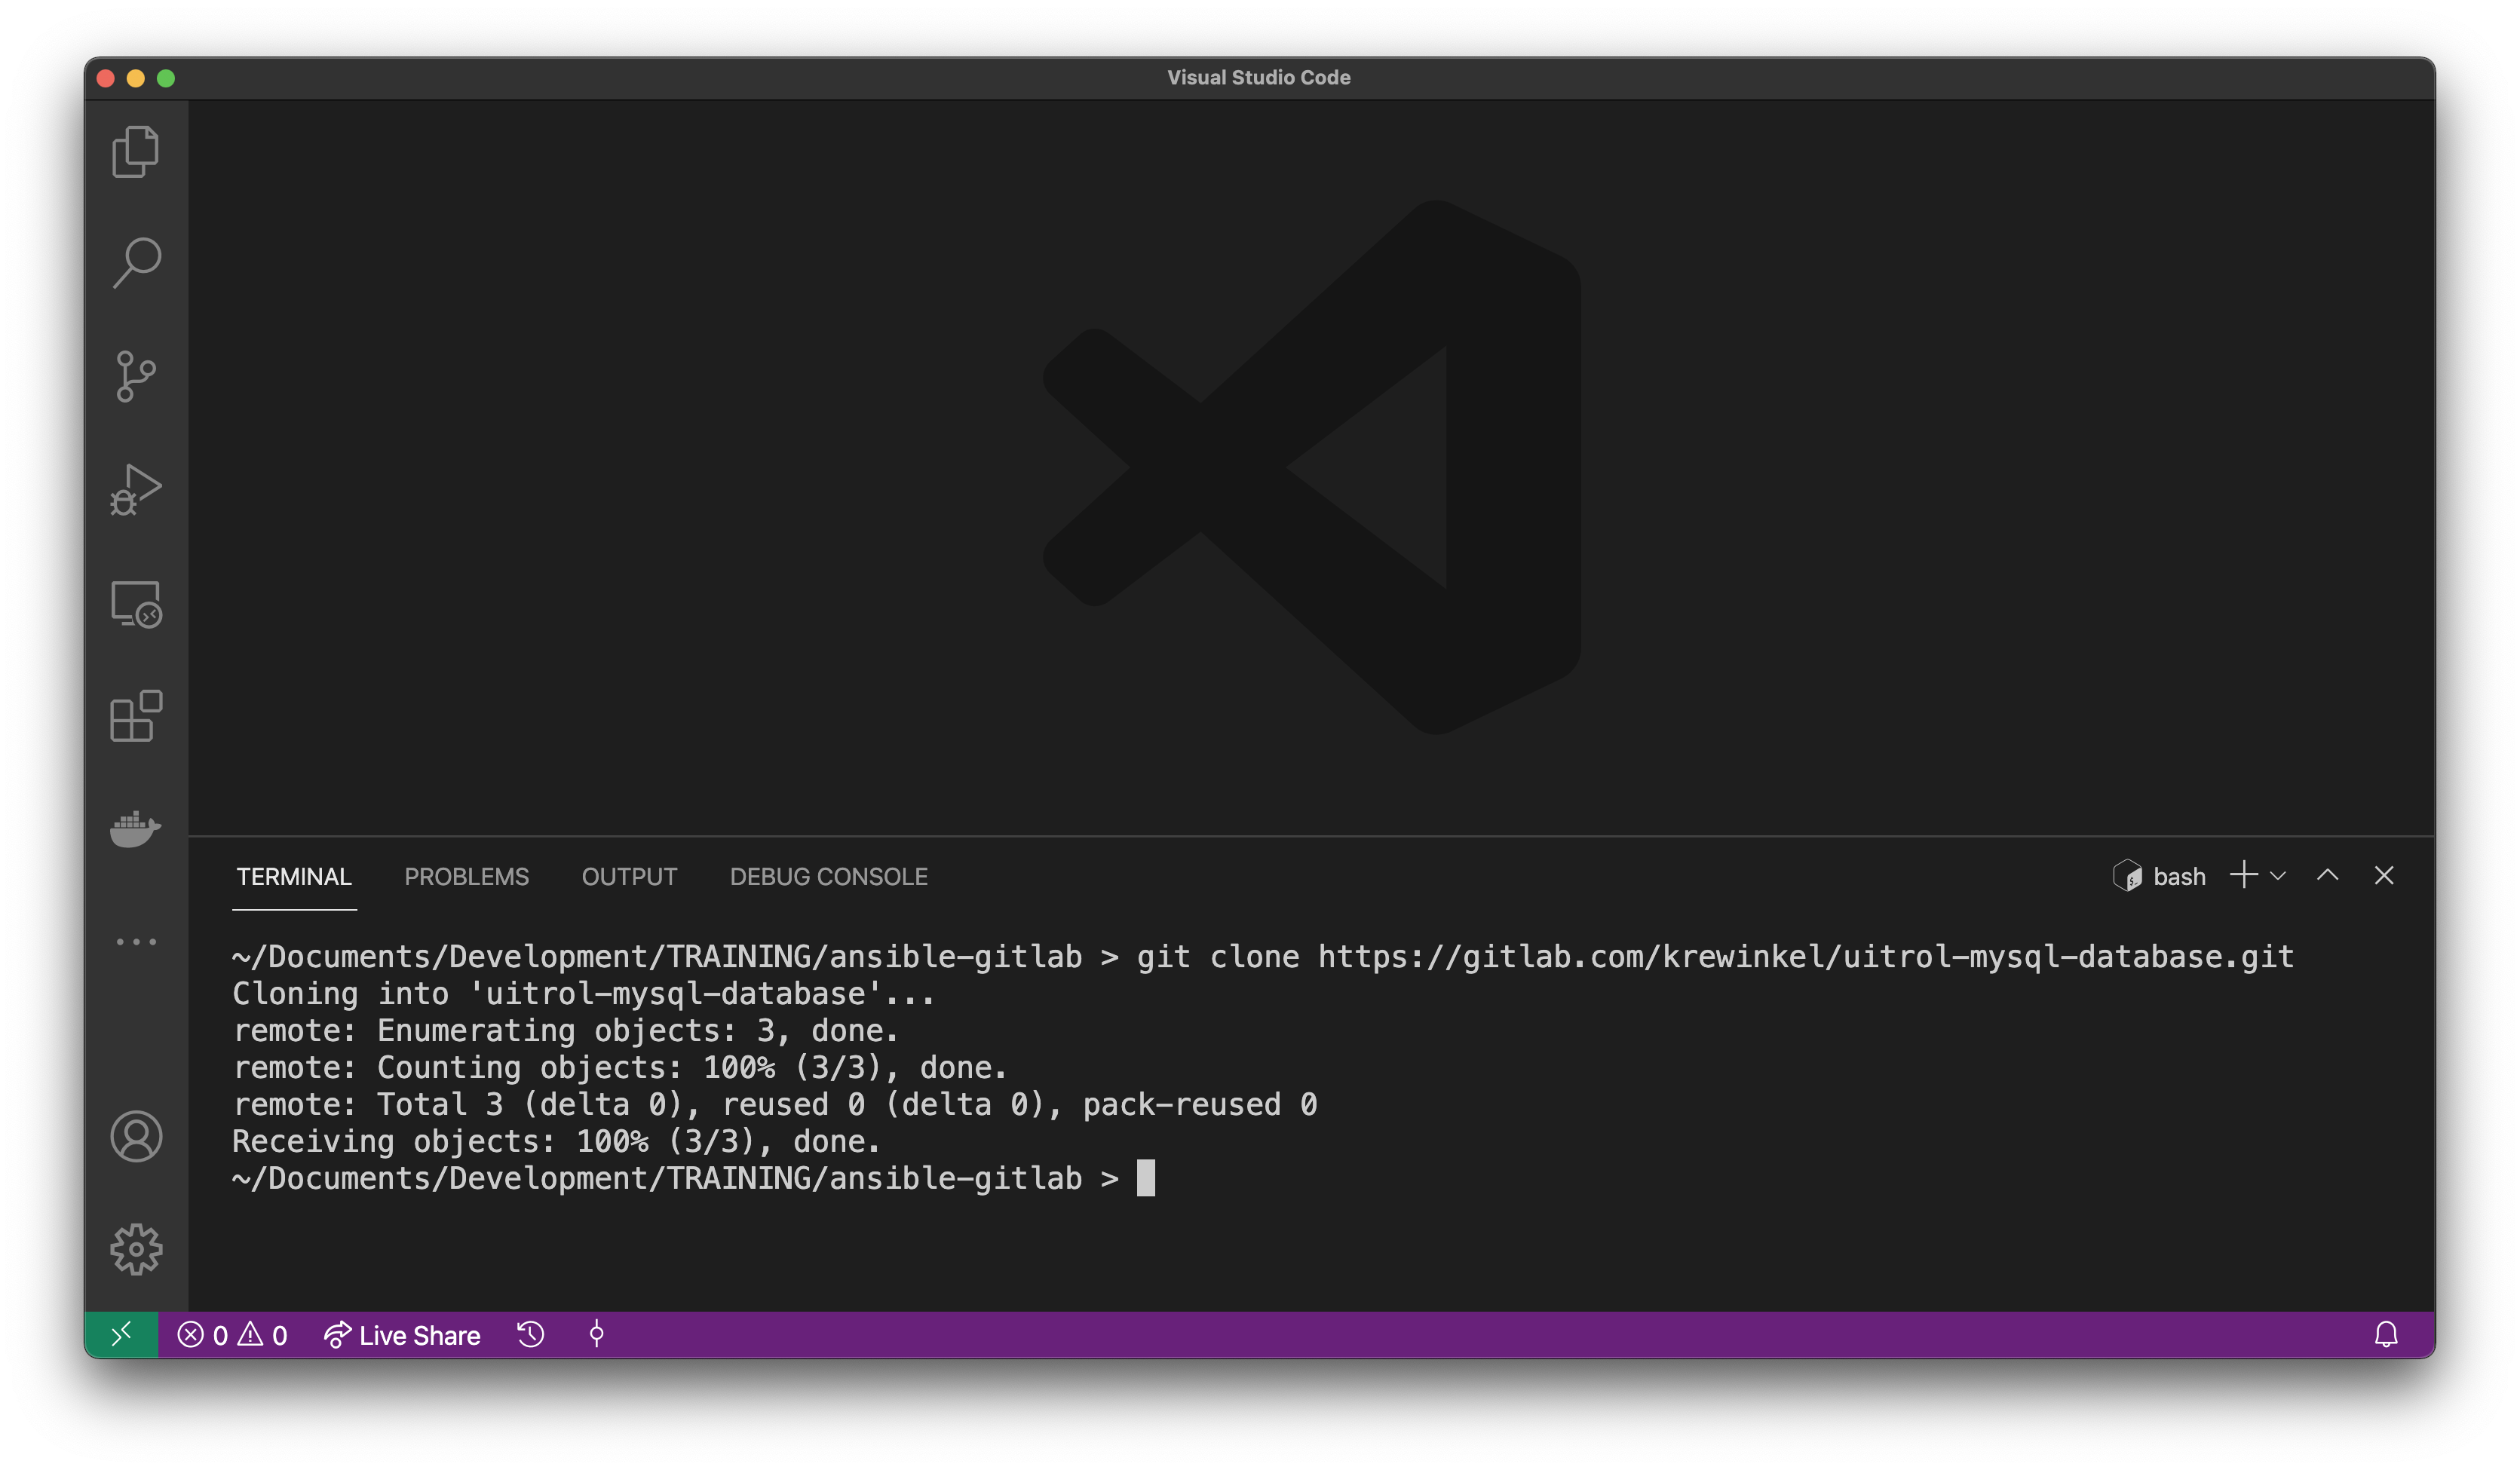 Visual Studio Code
TERMINAL PROBLEMS OUTPUT DEBUG CONSOLE bash
~/Documents/Development/TRAINING/ansible-gitlab > git clone https://gitlab.com/krewinkel/uitrol-mysql-database.git
Cloning into 'uitrol-mysql-database'...
remote: Enumerating objects: 3, done.
remote: Counting objects: 100% (3/3), done.
remote: Total 3 (delta 0), reused 0 (delta 0), pack-reused 0
Receiving objects: 100% (3/3), done.
~/Documents/Development/TRAINING/ansible-gitlab >
0 0 Live Share